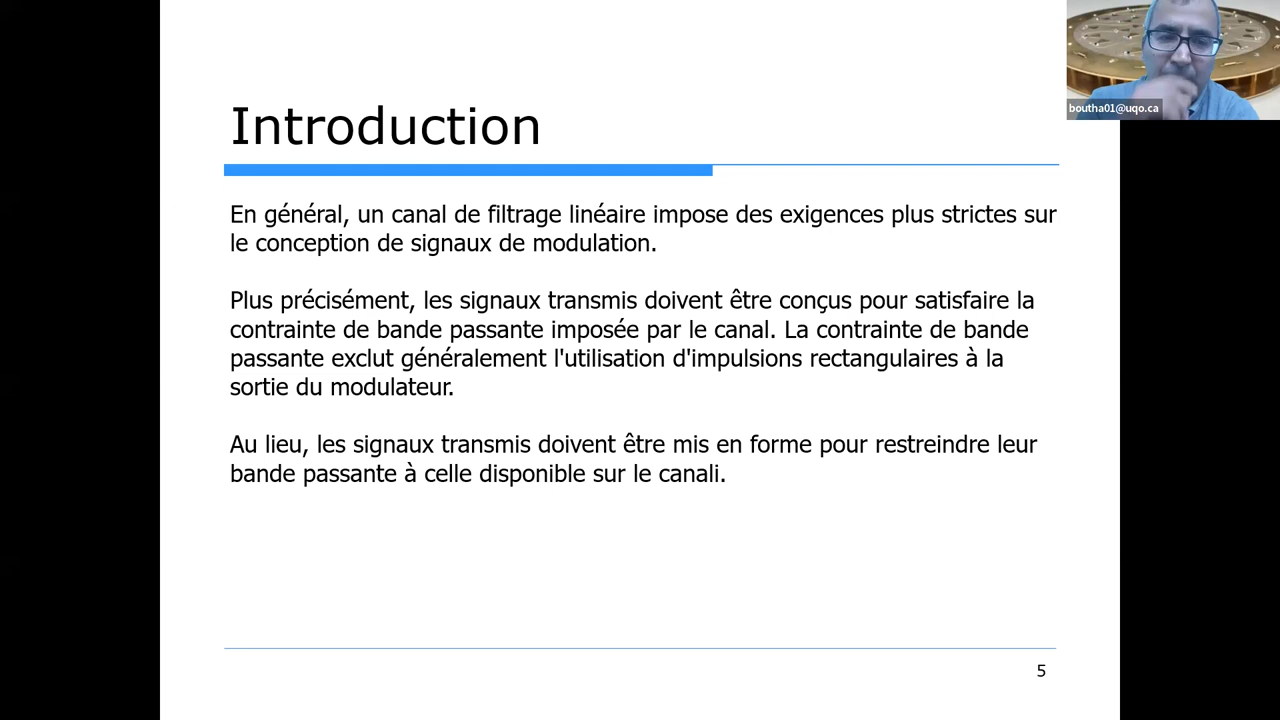 Introduction
En général, un canal de filtrage linéaire impose des exigences plus strictes sur
le conception de signaux de modulation.
Plus précisément, les signaux transmis doivent être conçus pour satisfaire la
contrainte de bande passante imposée par le canal. La contrainte de bande
passante exclut généralement l'utilisation d'impulsions rectangulaires à la
sortie du modulateur.
Au lieu, les signaux transmis doivent être mis en forme pour restreindre leur
bande passante à celle disponible sur le canali.
5
boutha01@uqo.ca